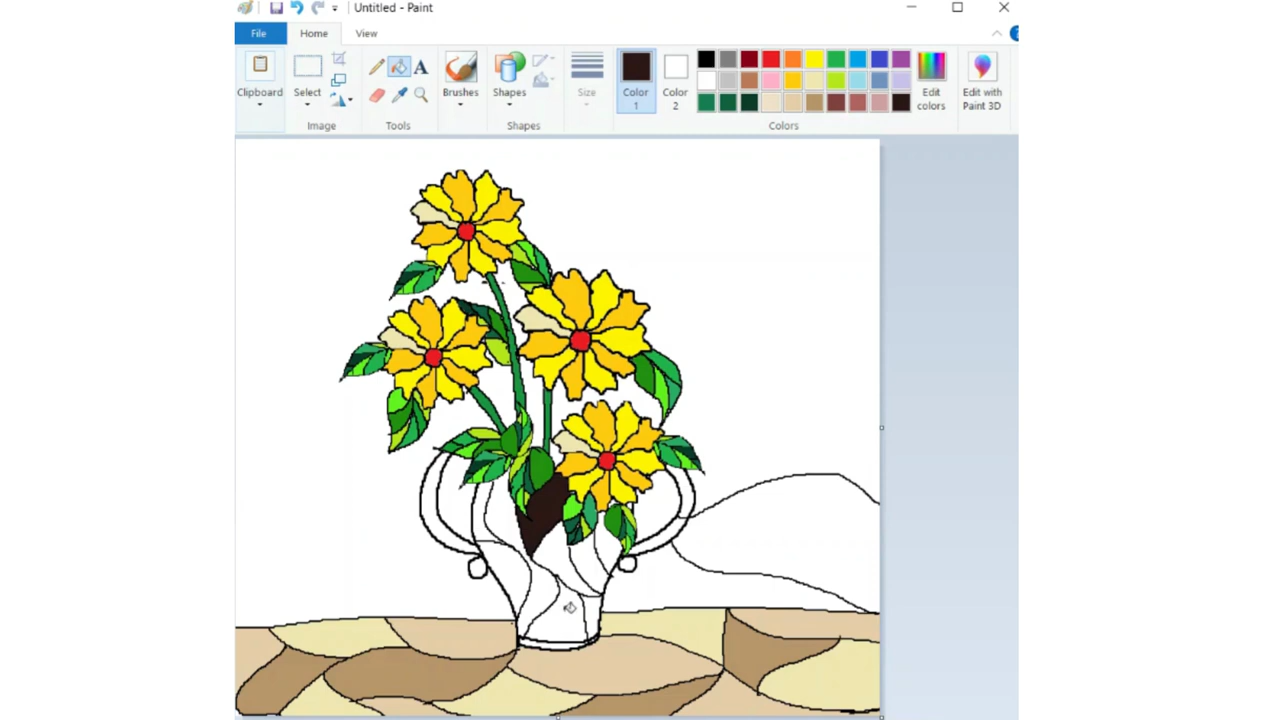 Untitled - Paint
File Home View
Clipboard Select Brushes Shapes Size Color 1 Color 2 Edit colors Edit with Paint 3D
Image Tools Shapes Colors